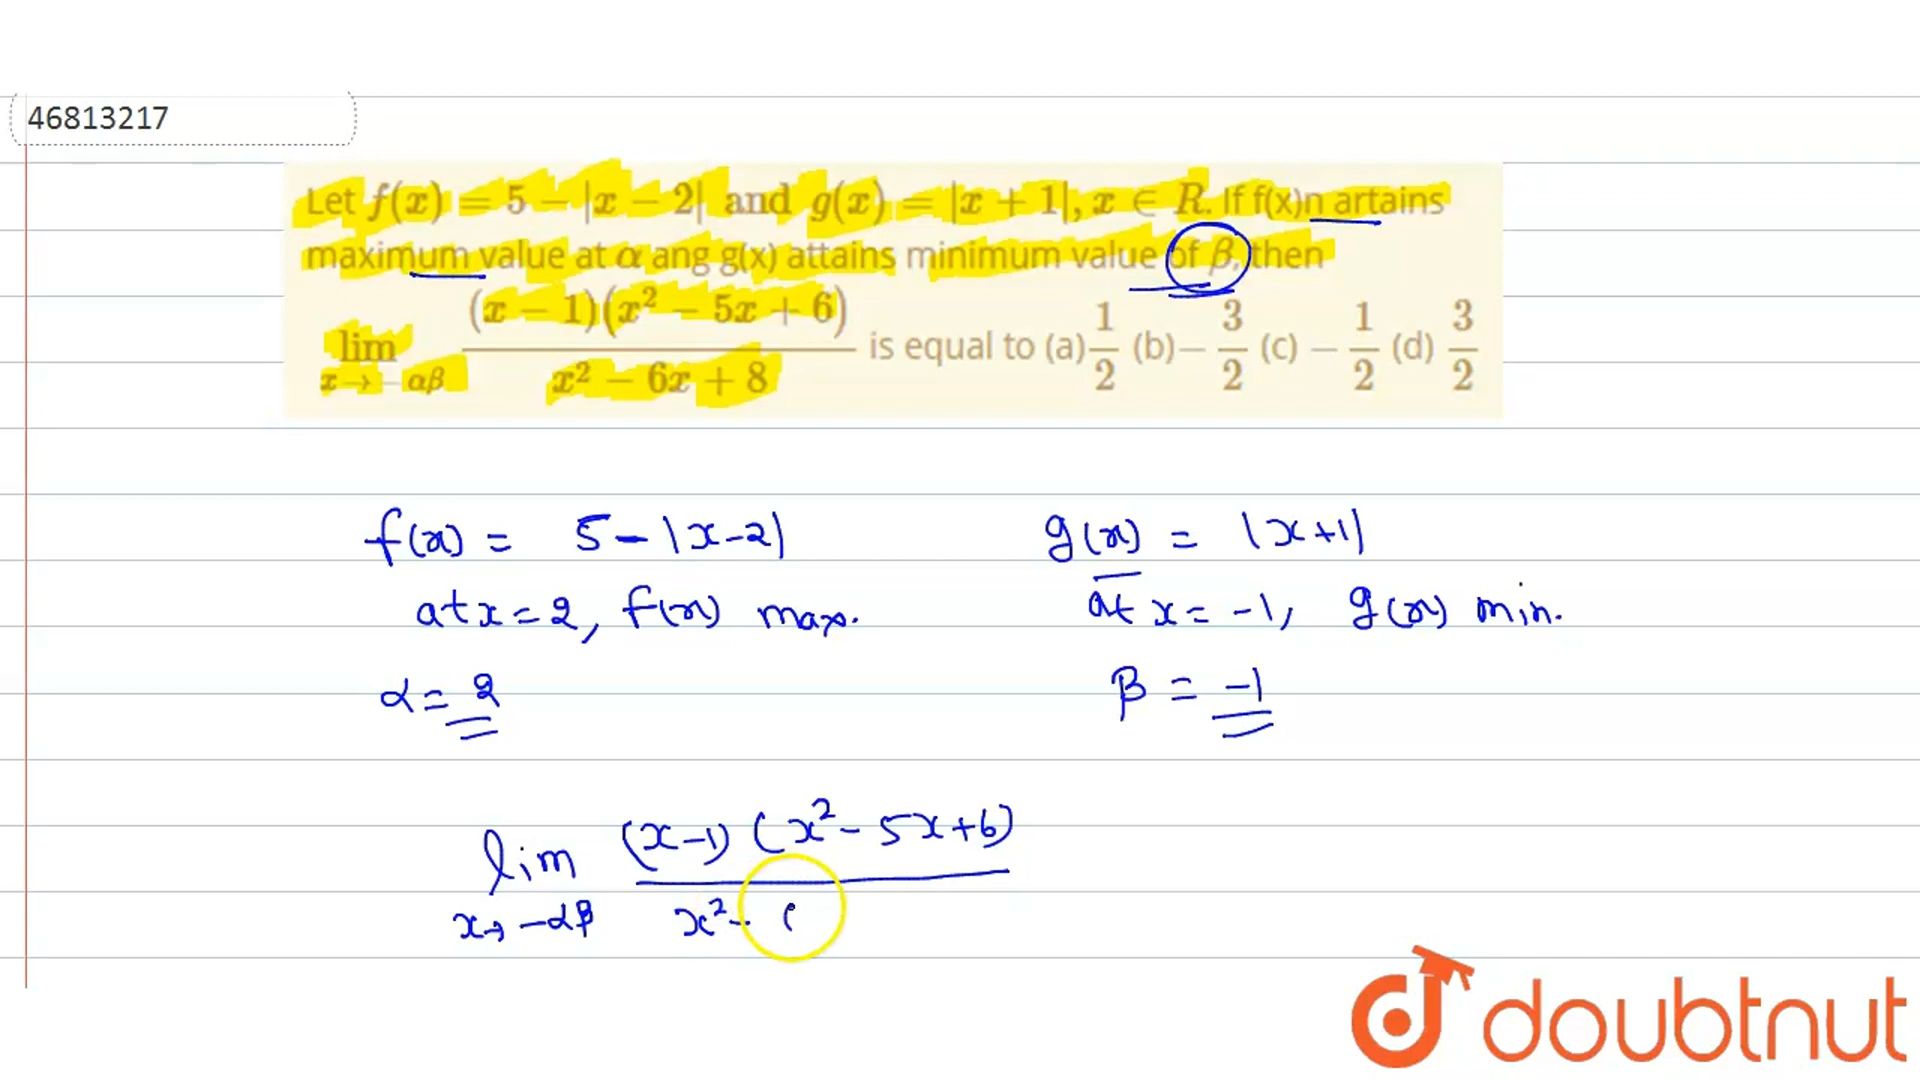 46813217
Let f(x) = 5 − |x − 2| and g(x) = |x + 1|, x ∈ R. If f(x)n artains
maximum value at α ang g(x) attains minimum value of β, then
lim x→−αβ (x − 1)(x² − 5x + 6) / x² − 6x + 8 is equal to (a) 1/2 (b) − 3/2 (c) − 1/2 (d) 3/2
f(x) = 5 − |x − 2|
at x = 2, f(x) max.
α = 2
g(x) = |x + 1|
at x = −1, g(x) min.
β = −1
lim x→ −αβ (x−1) (x² − 5x + 6) / x² −
doubtnut